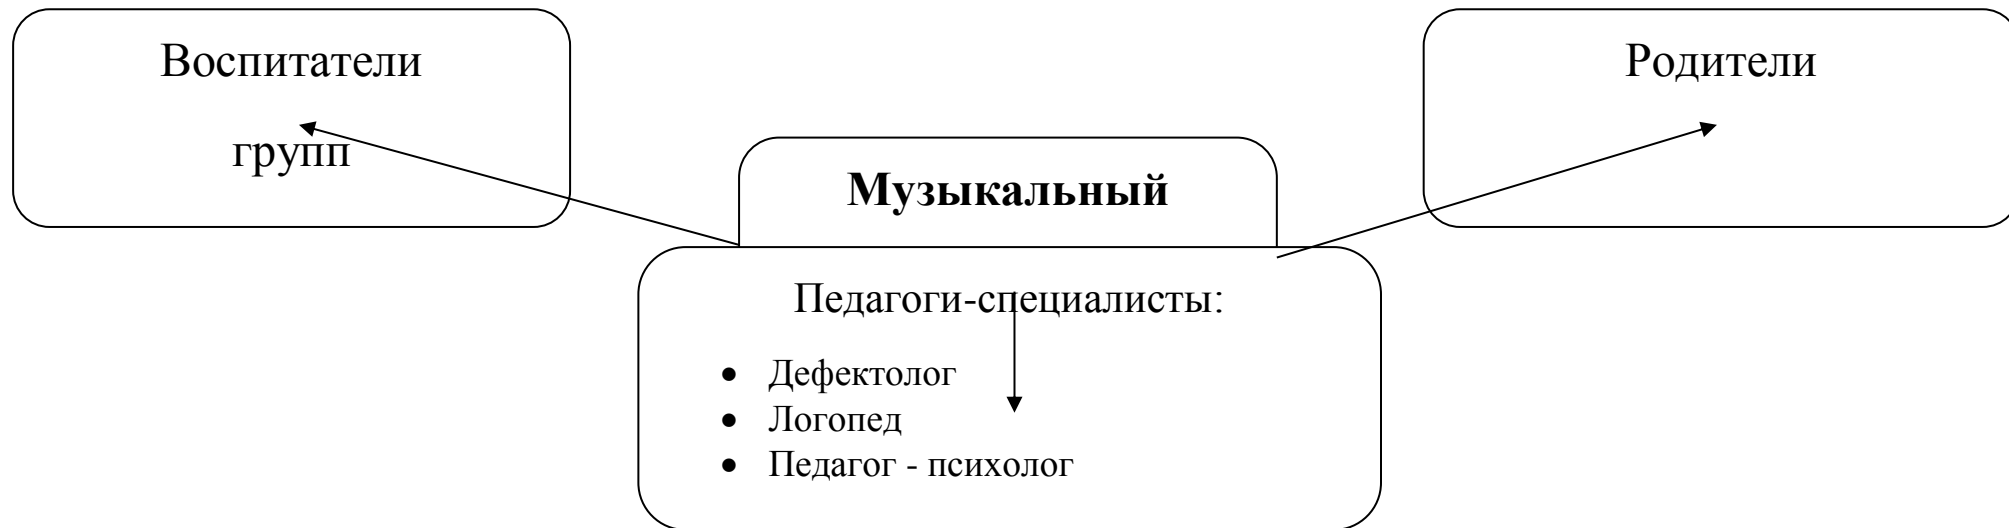 Воспитатели
групп
Родители
Музыкальный
Педагоги-специалисты:
• Дефектолог
• Логопед
• Педагог - психолог